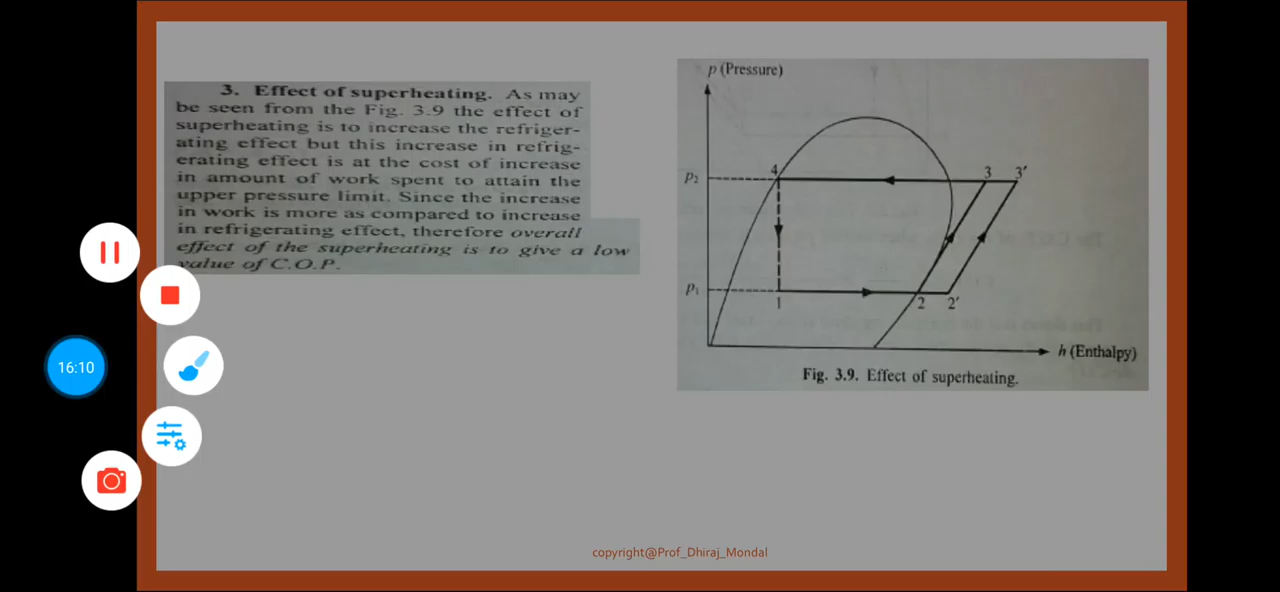 3. Effect of superheating. As may
be seen from the Fig. 3.9 the effect of
superheating is to increase the refriger-
ating effect but this increase in refrig-
erating effect is at the cost of increase
in amount of work spent to attain the
upper pressure limit. Since the increase
in work is more as compared to increase
in refrigerating effect, therefore overall
effect of the superheating is to give a low
value of C.O.P.
p (Pressure)
p₂
4
3
3′
p₁
1
2
2′
h (Enthalpy)
Fig. 3.9. Effect of superheating.
16:10
copyright@Prof_Dhiraj_Mondal